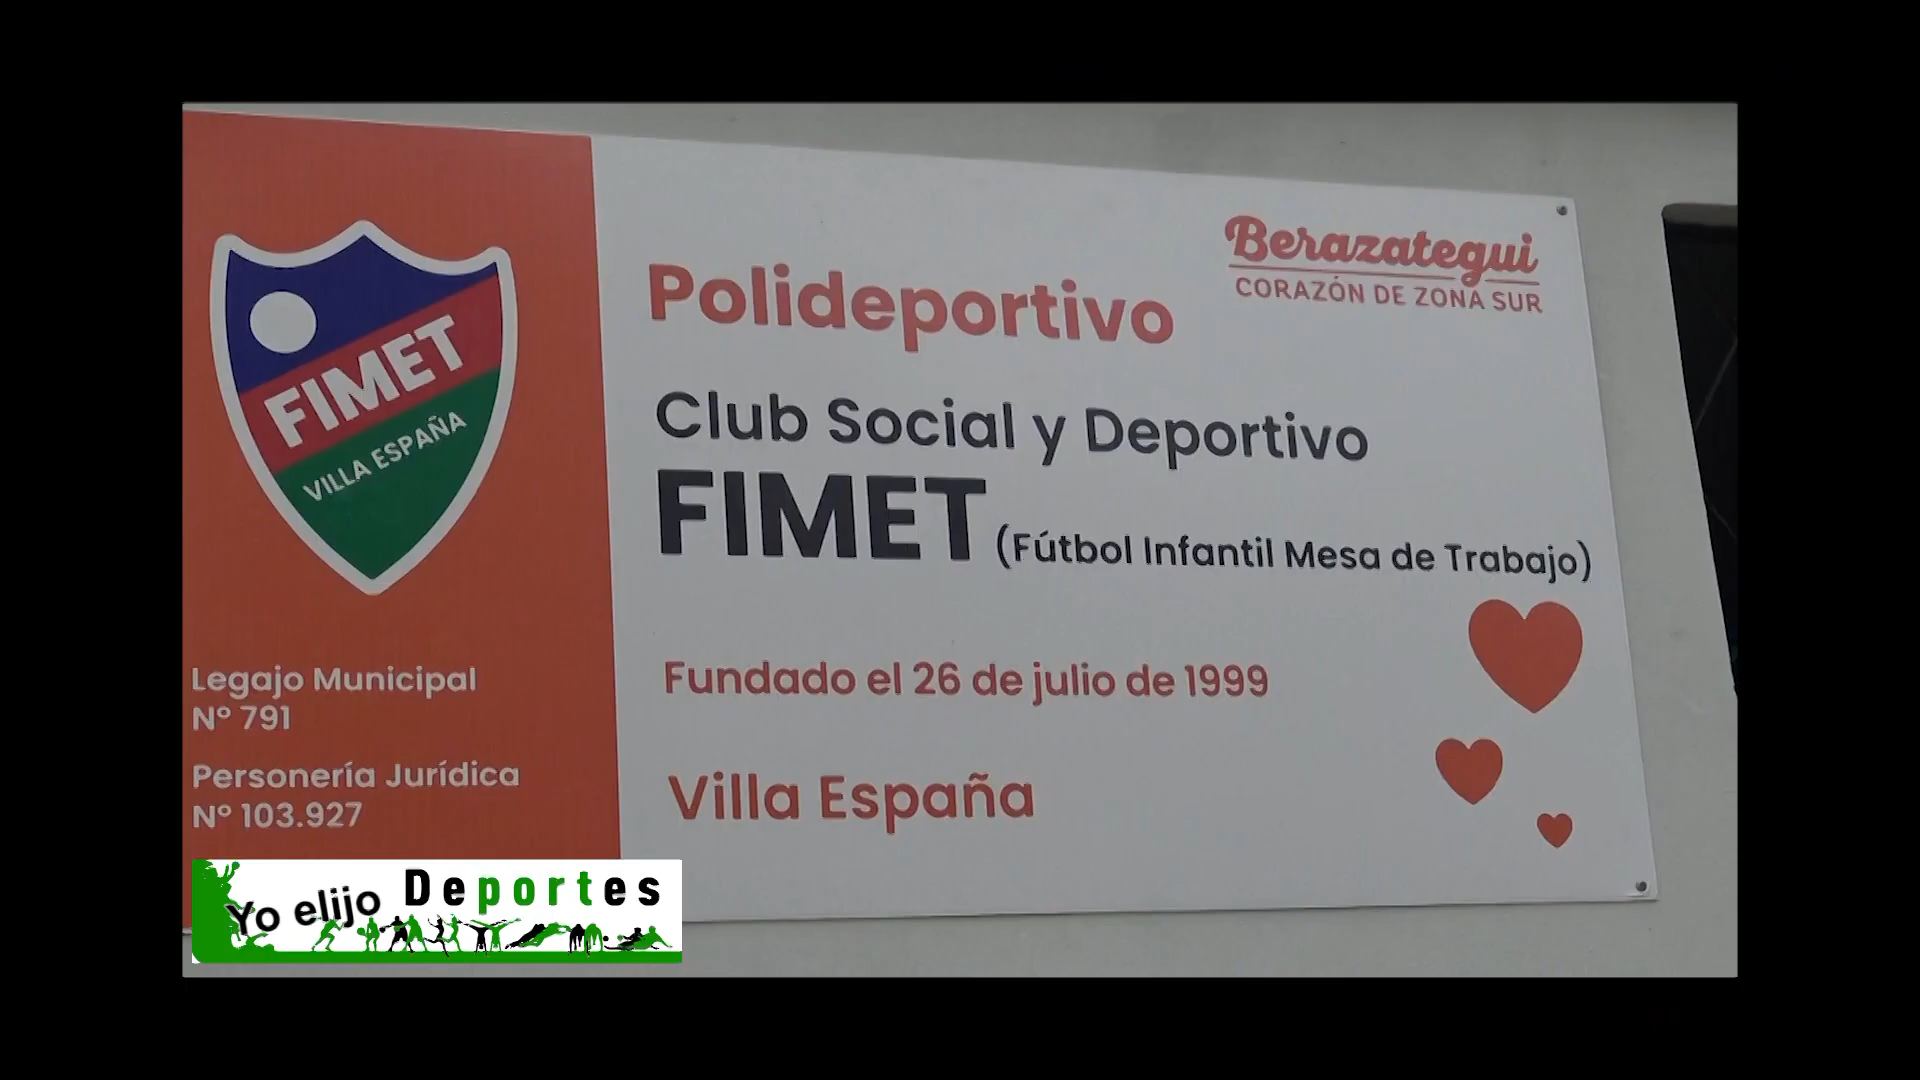 FIMET
VILLA ESPAÑA
Legajo Municipal
Nº 791
Personería Jurídica
Nº 103.927
Berazategui
CORAZÓN DE ZONA SUR
Polideportivo
Club Social y Deportivo
FIMET (Fútbol Infantil Mesa de Trabajo)
Fundado el 26 de julio de 1999
Villa España
Yo elijo Deportes